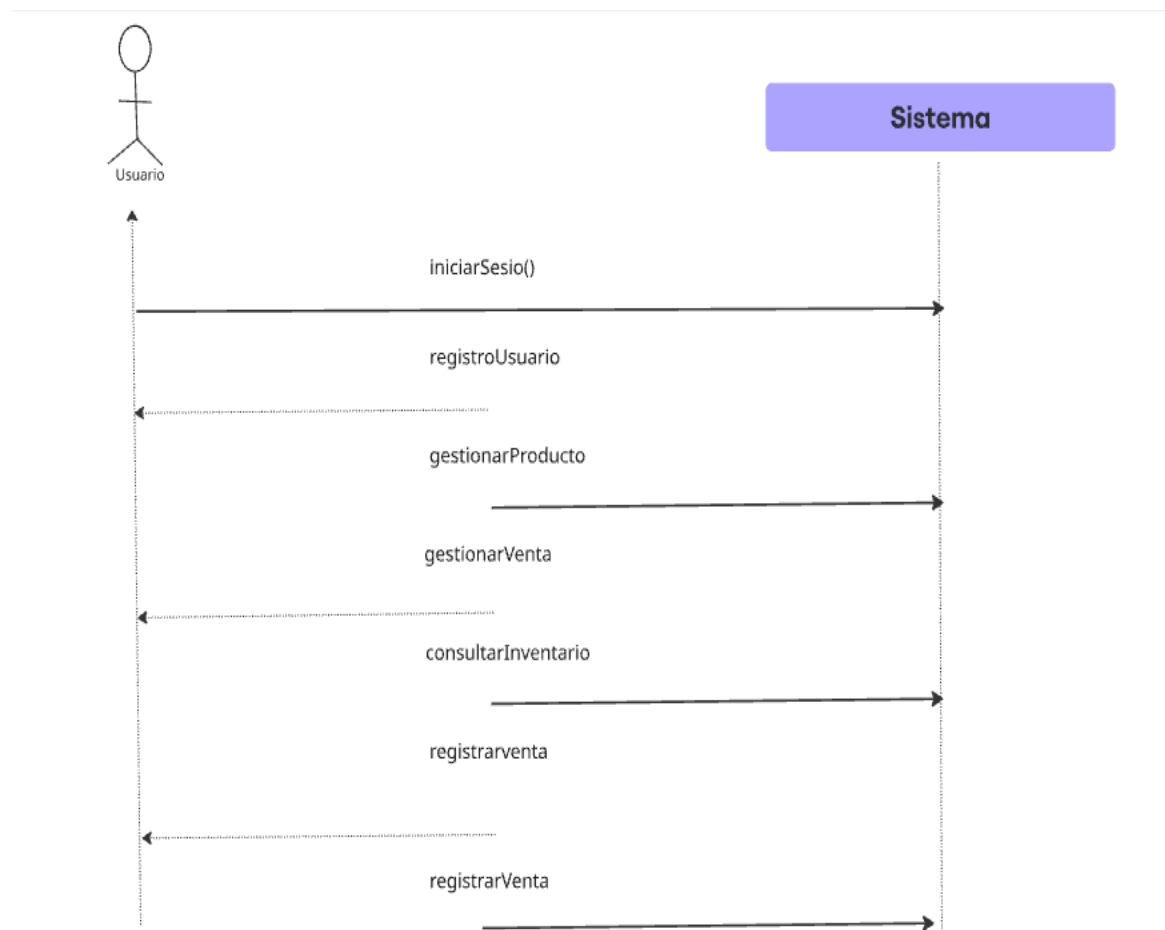 Sistema
Usuario
iniciarSesio()
registroUsuario
gestionarProducto
gestionarVenta
consultarInventario
registrarventa
registrarVenta